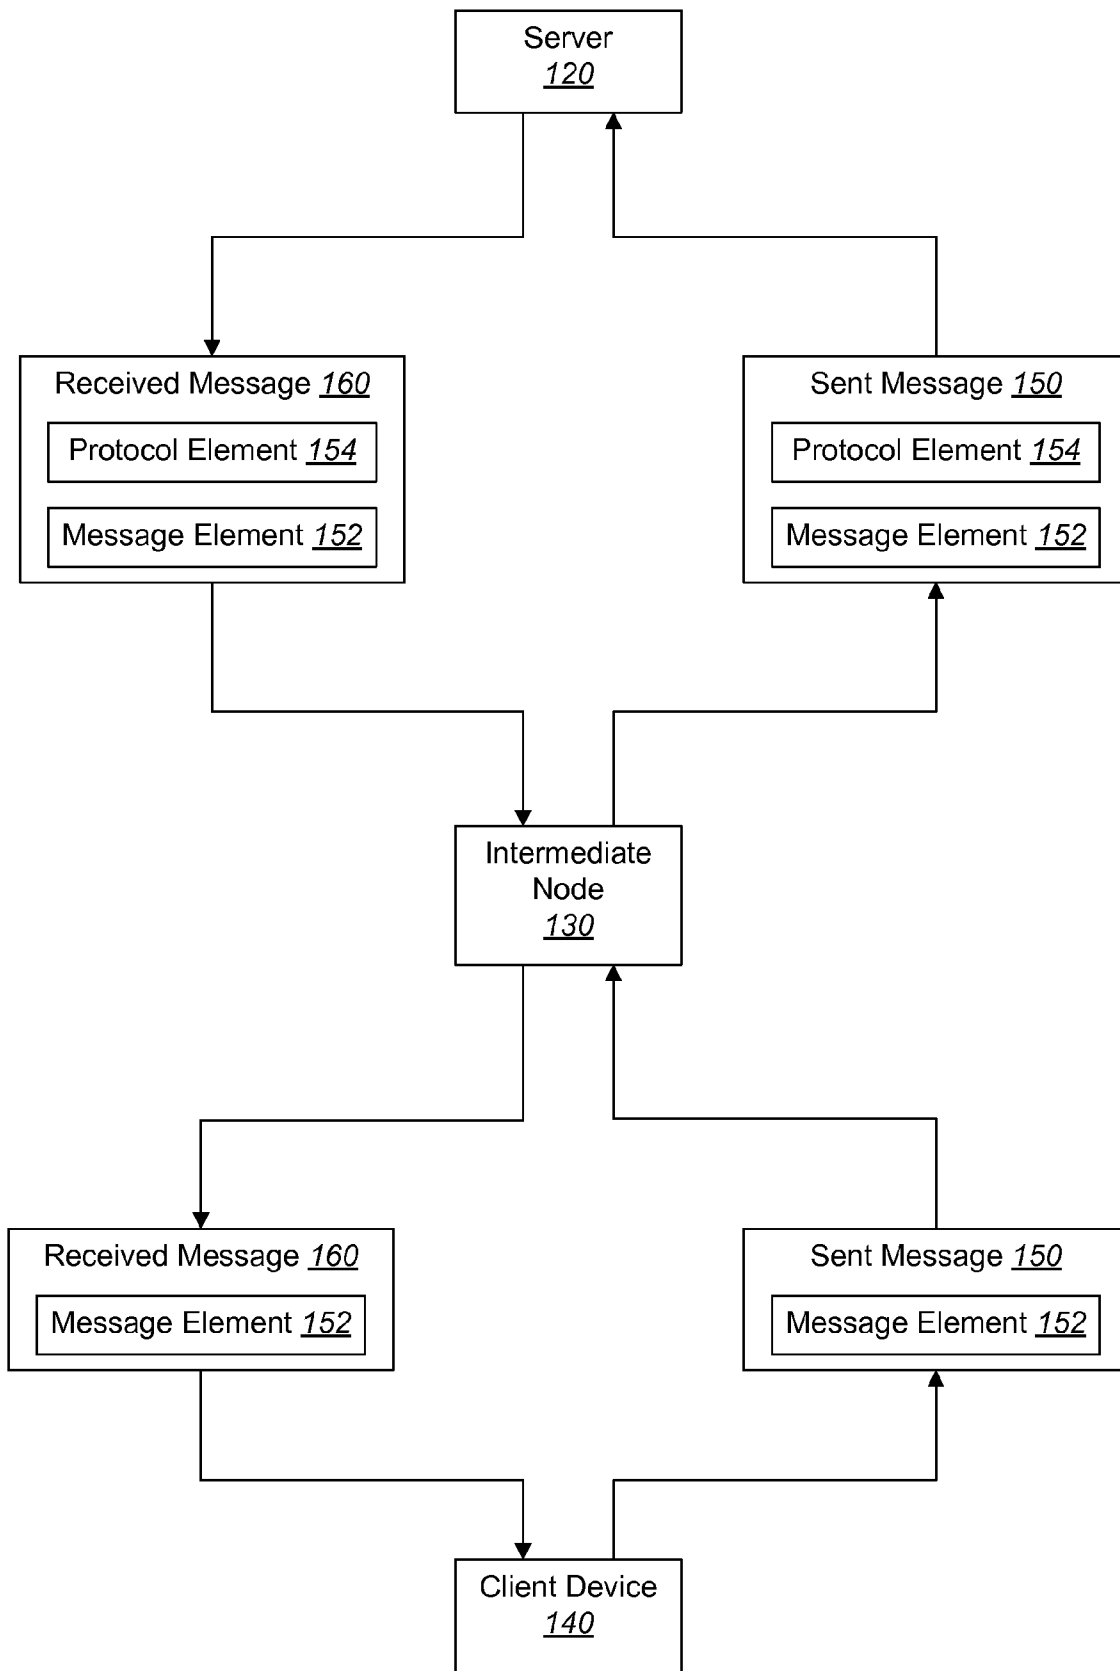 Server
120
Received Message 160
Protocol Element 154
Message Element 152
Sent Message 150
Protocol Element 154
Message Element 152
Intermediate
Node
130
Received Message 160
Message Element 152
Sent Message 150
Message Element 152
Client Device
140